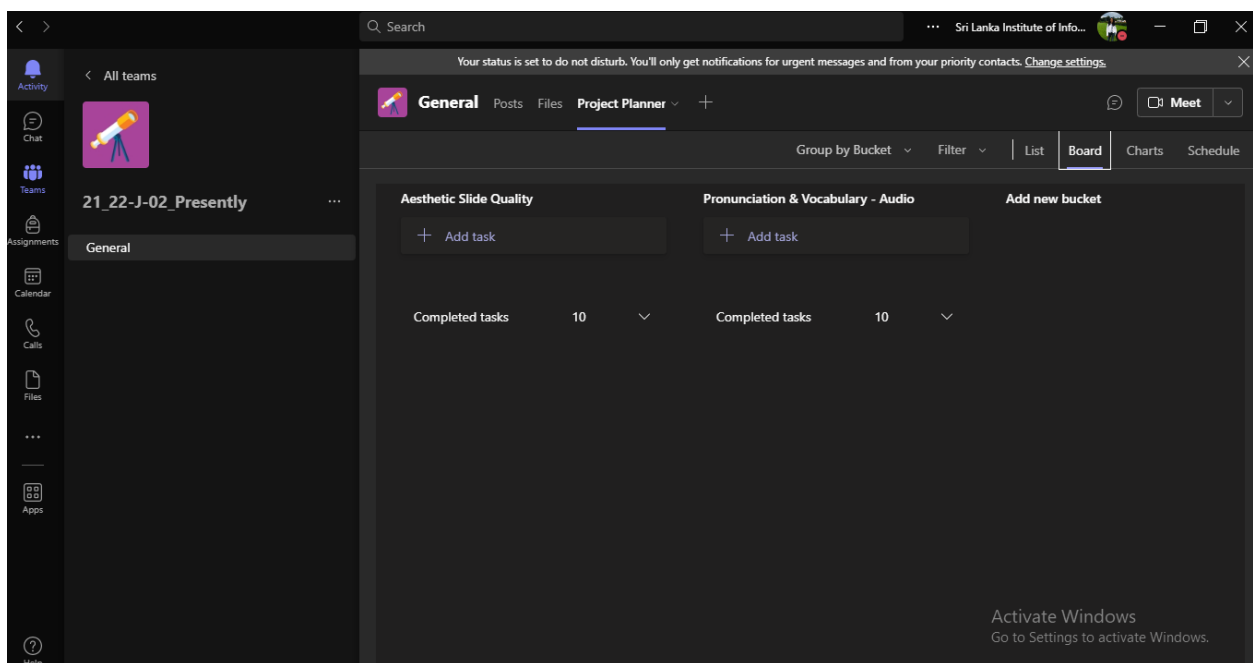 Search
Sri Lanka Institute of Info...
Your status is set to do not disturb. You'll only get notifications for urgent messages and from your priority contacts. Change settings.
Activity
Chat
Teams
Assignments
Calendar
Calls
Files
Apps
Help
All teams
21_22-J-02_Presently
General
General Posts Files Project Planner
Meet
Group by Bucket Filter List Board Charts Schedule
Aesthetic Slide Quality
Add task
Completed tasks 10
Pronunciation & Vocabulary - Audio
Add task
Completed tasks 10
Add new bucket
Activate Windows
Go to Settings to activate Windows.